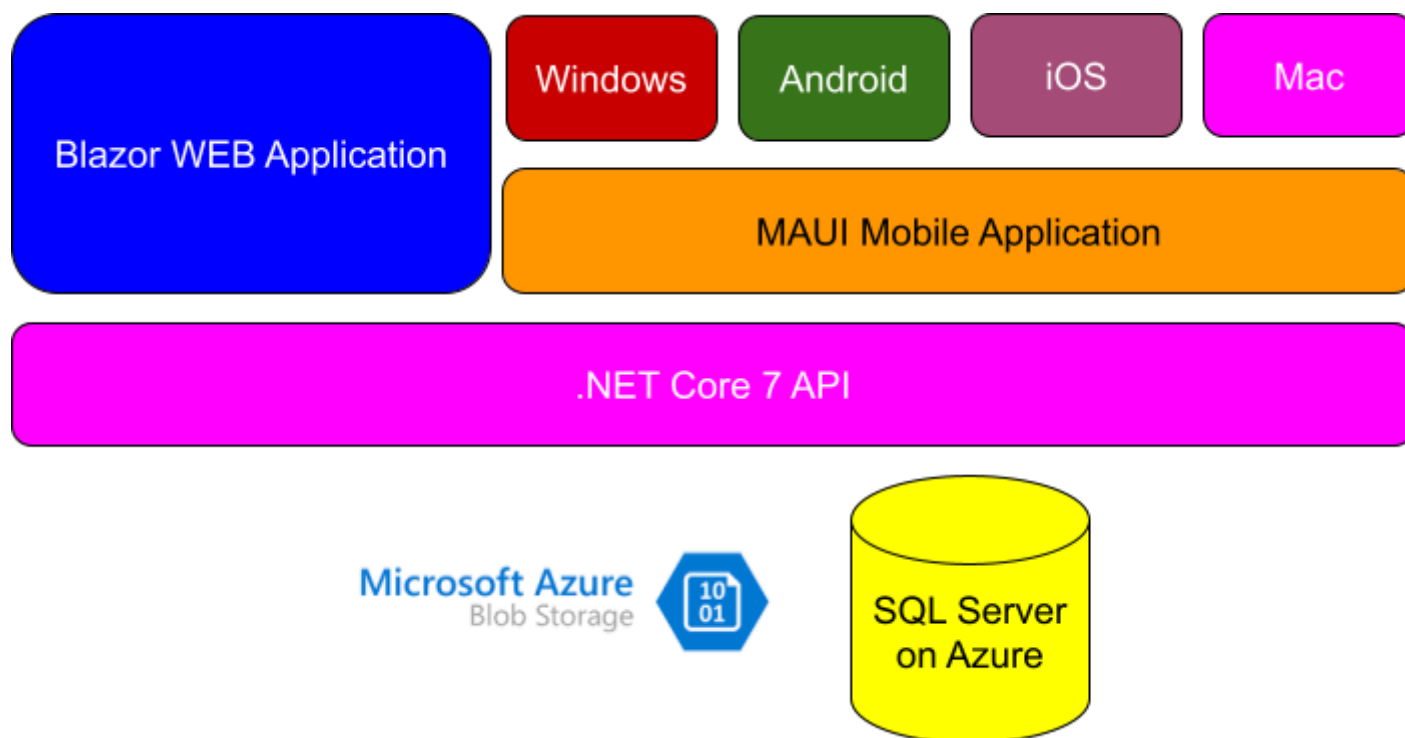 Blazor WEB Application
Windows
Android
iOS
Mac
MAUI Mobile Application
.NET Core 7 API
Microsoft Azure
Blob Storage
10
01
SQL Server
on Azure